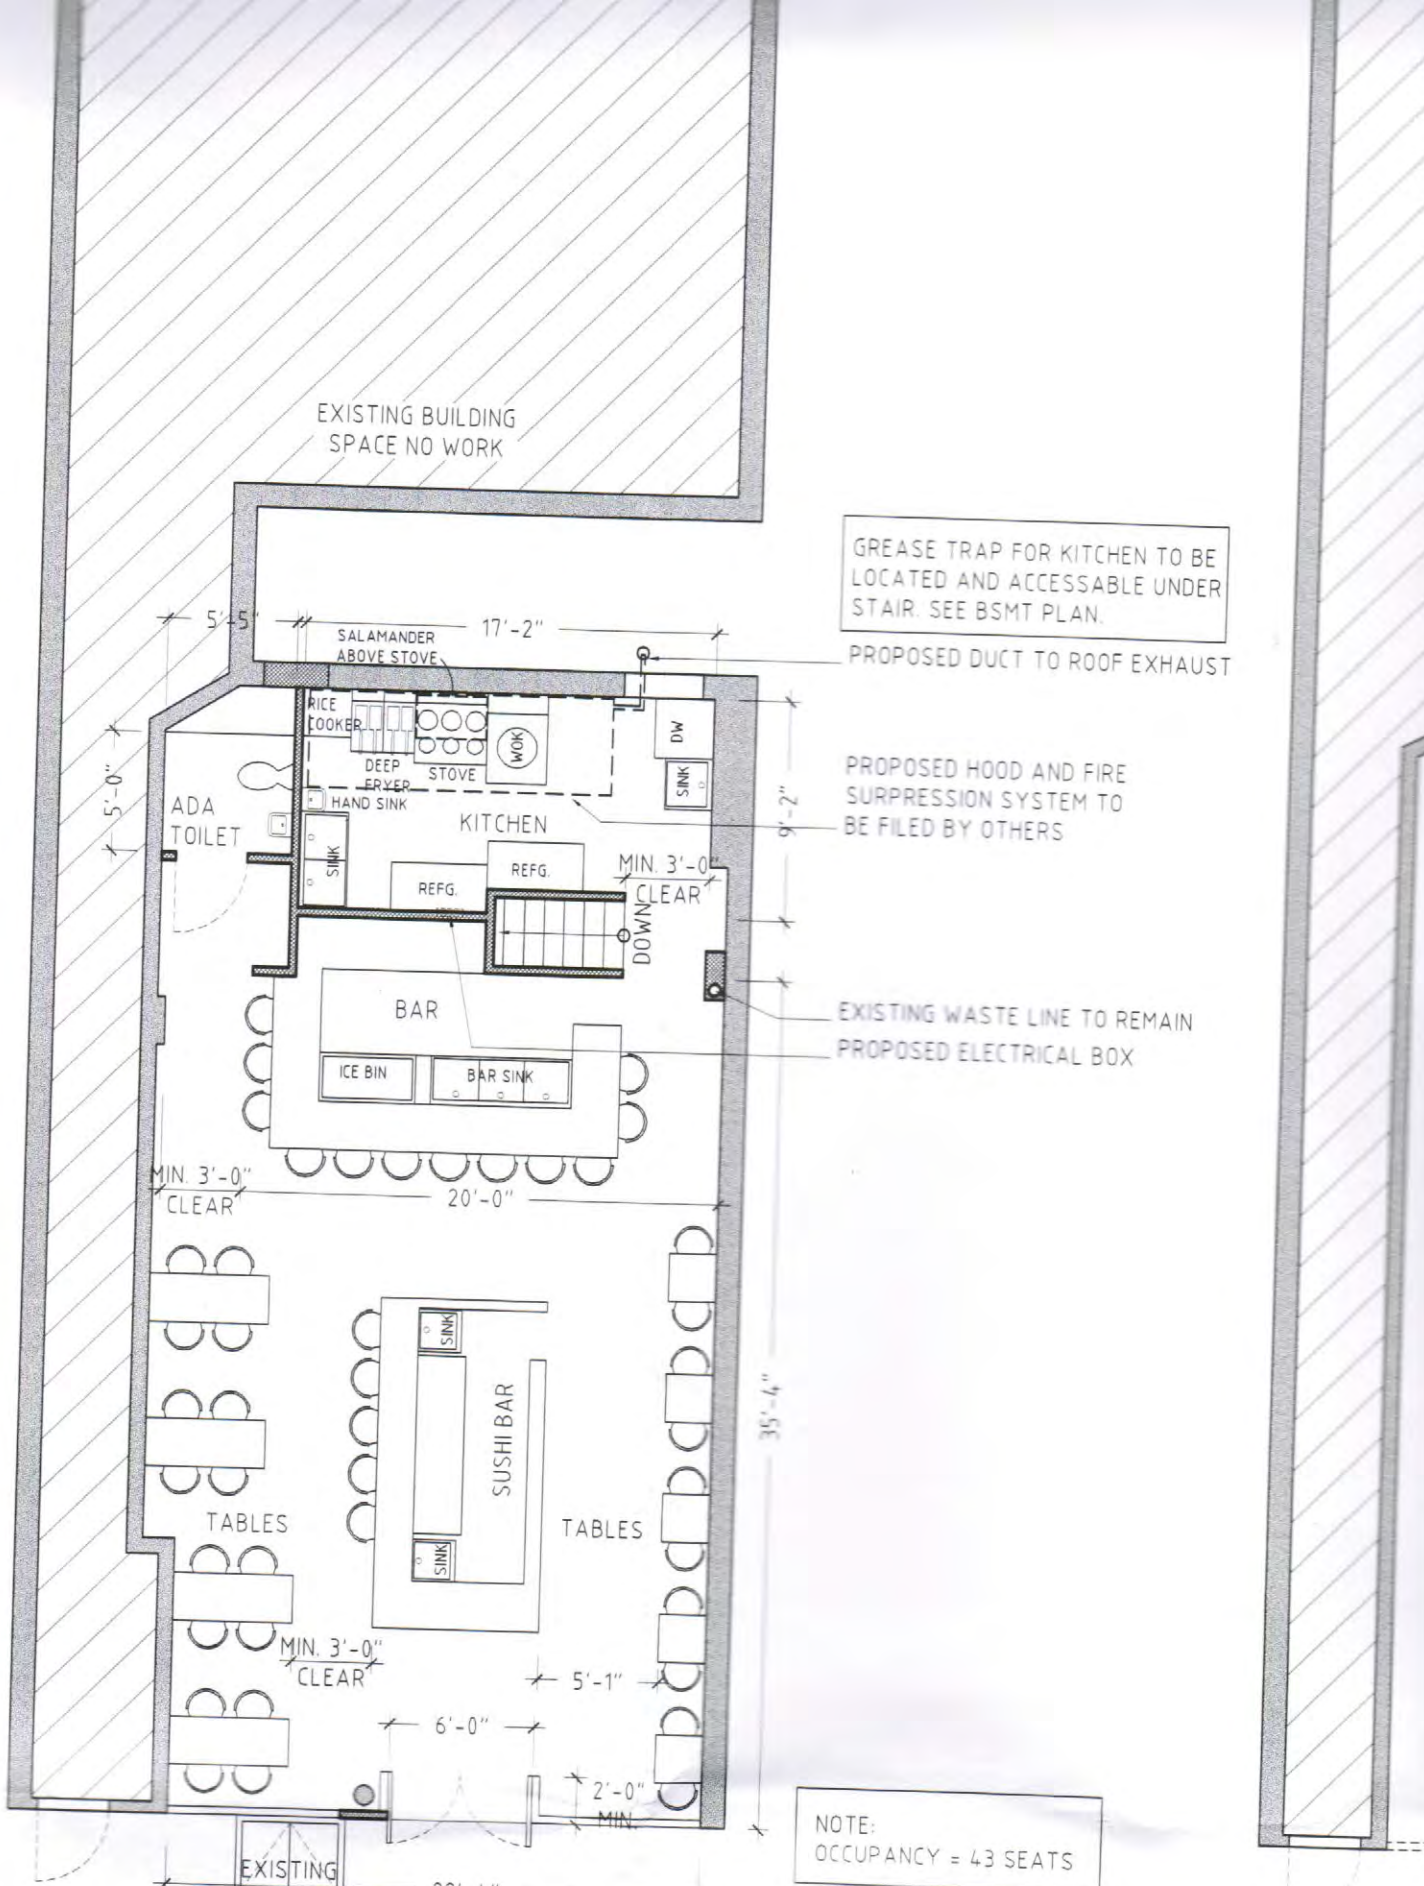 EXISTING BUILDING
SPACE NO WORK
GREASE TRAP FOR KITCHEN TO BE
LOCATED AND ACCESSABLE UNDER
STAIR. SEE BSMT PLAN.
5'-5"
17'-2"
SALAMANDER
ABOVE STOVE
PROPOSED DUCT TO ROOF EXHAUST
RICE
COOKER
DEEP
FRYER
STOVE
WOK
DW
SINK
HAND SINK
5'-0"
ADA
TOILET
KITCHEN
SINK
REFG.
REFG.
MIN. 3'-0"
CLEAR
DOWN
9'-2"
PROPOSED HOOD AND FIRE
SURPRESSION SYSTEM TO
BE FILED BY OTHERS
BAR
ICE BIN
BAR SINK
EXISTING WASTE LINE TO REMAIN
PROPOSED ELECTRICAL BOX
MIN. 3'-0"
CLEAR
20'-0"
SINK
SUSHI BAR
SINK
35'-4"
TABLES
TABLES
MIN. 3'-0"
CLEAR
5'-1"
6'-0"
2'-0"
MIN.
NOTE:
OCCUPANCY = 43 SEATS
EXISTING